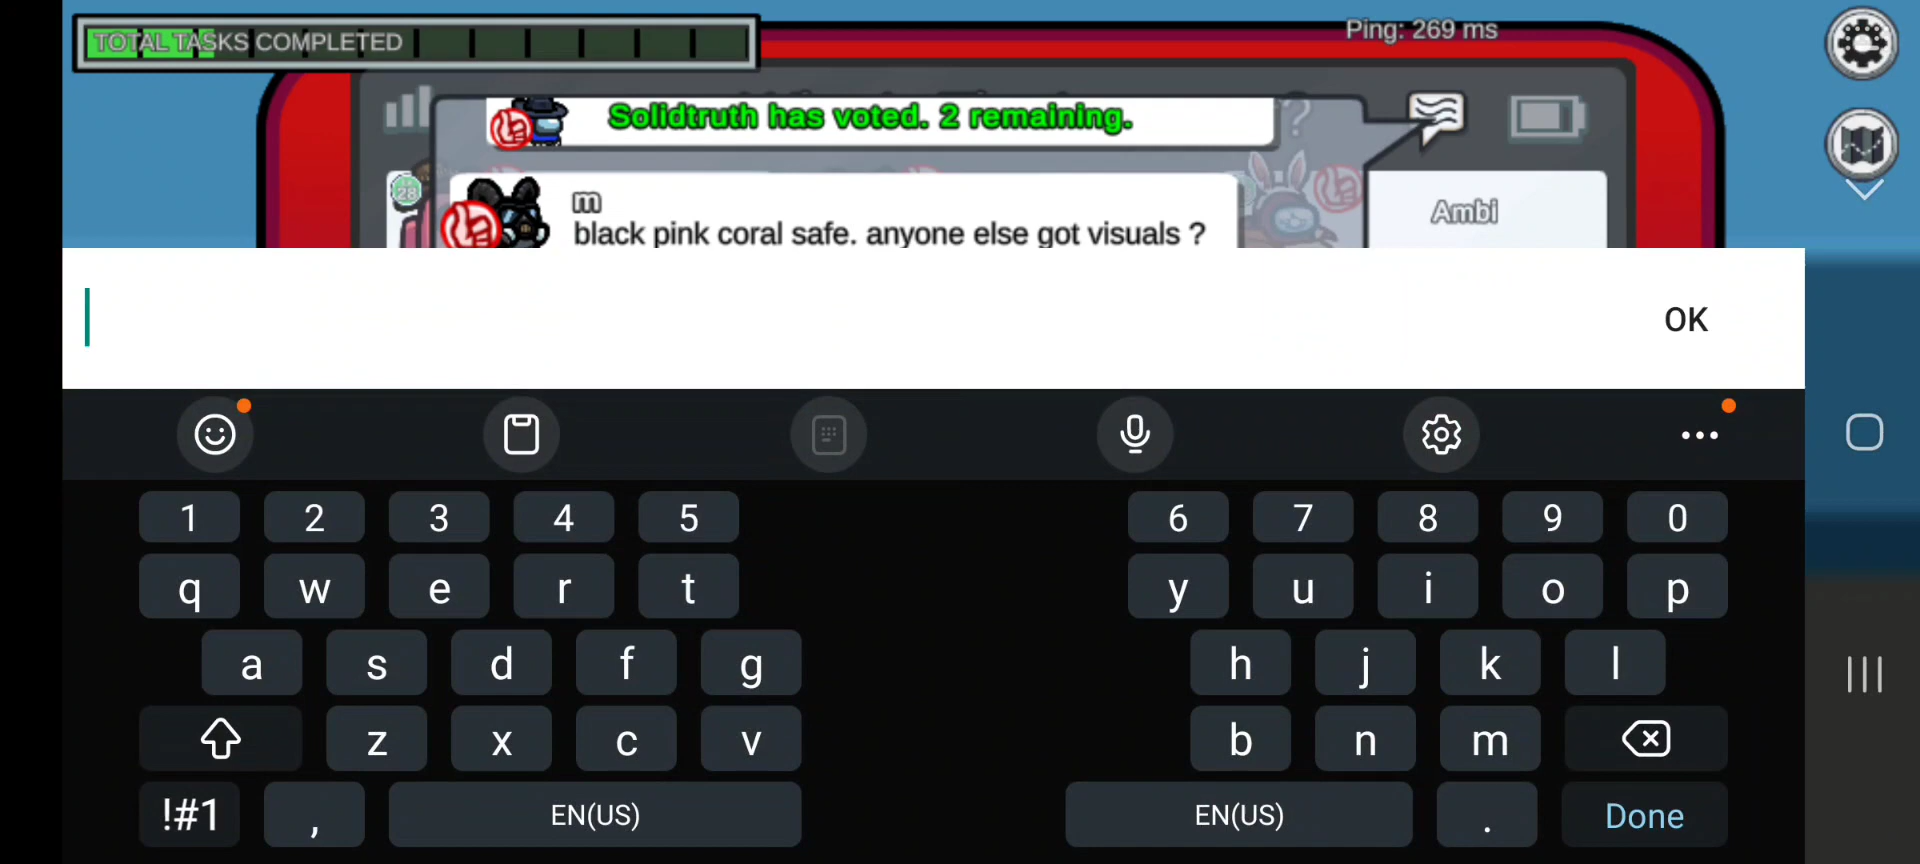 TOTAL TASKS COMPLETED
Ping: 269 ms
Solidtruth has voted. 2 remaining.
?
28
m
black pink coral safe. anyone else got visuals ?
Ambi
OK
1 2 3 4 5 6 7 8 9 0
q w e r t y u i o p
a s d f g h j k l
z x c v b n m
!#1 , EN(US) EN(US) . Done